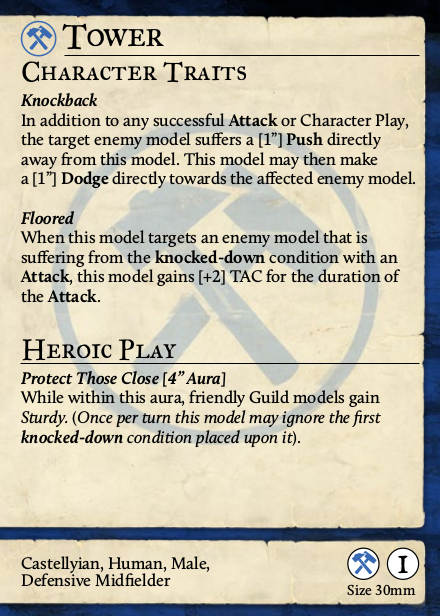 Tower
Character Traits
Knockback
In addition to any successful Attack or Character Play,
the target enemy model suffers a [1”] Push directly
away from this model. This model may then make
a [1”] Dodge directly towards the affected enemy model.
Floored
When this model targets an enemy model that is
suffering from the knocked-down condition with an
Attack, this model gains [+2] TAC for the duration of
the Attack.
Heroic Play
Protect Those Close [4” Aura]
While within this aura, friendly Guild models gain
Sturdy. (Once per turn this model may ignore the first
knocked-down condition placed upon it).
Castellyian, Human, Male,
Defensive Midfielder
1
Size 30mm